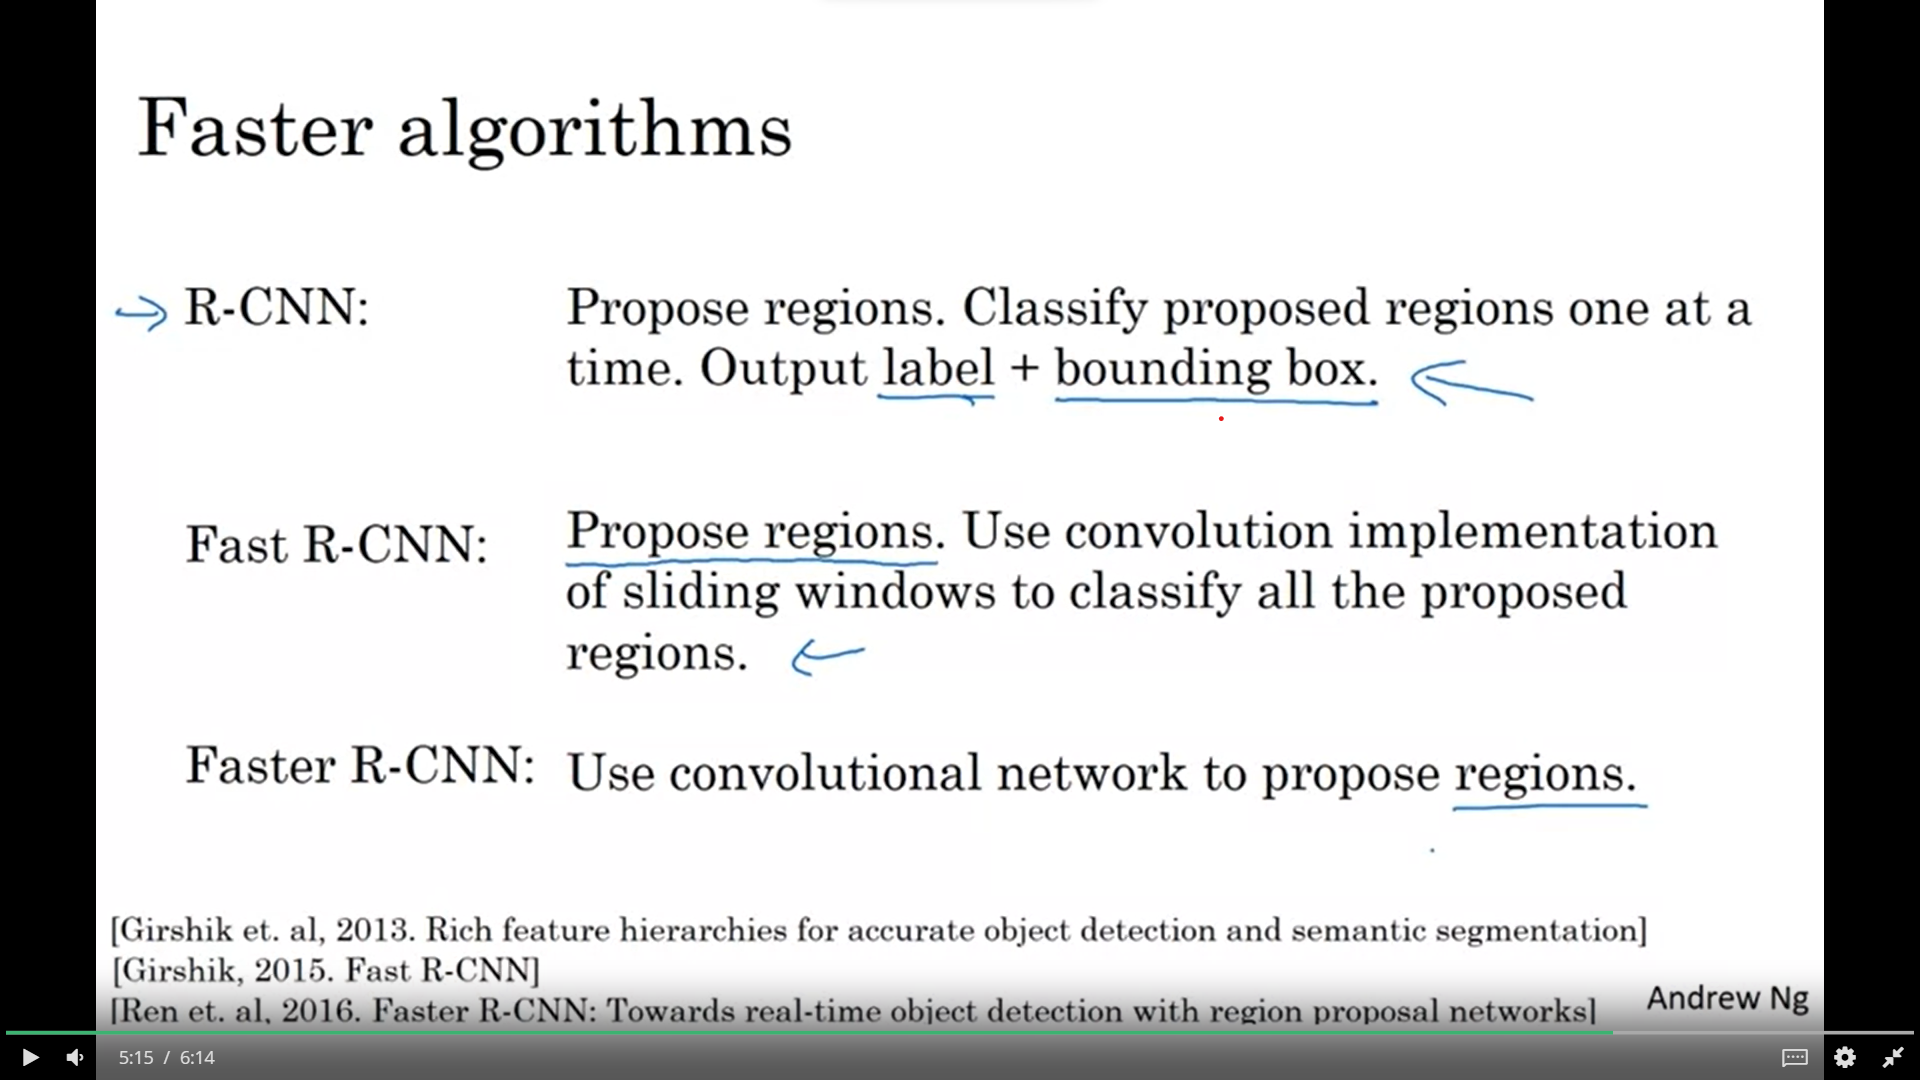 Faster algorithms
R-CNN: Propose regions. Classify proposed regions one at a
time. Output label + bounding box.
Fast R-CNN: Propose regions. Use convolution implementation
of sliding windows to classify all the proposed
regions.
Faster R-CNN: Use convolutional network to propose regions.
[Girshik et. al, 2013. Rich feature hierarchies for accurate object detection and semantic segmentation]
[Girshik, 2015. Fast R-CNN]
[Ren et. al, 2016. Faster R-CNN: Towards real-time object detection with region proposal networks]
Andrew Ng
5:15 / 6:14